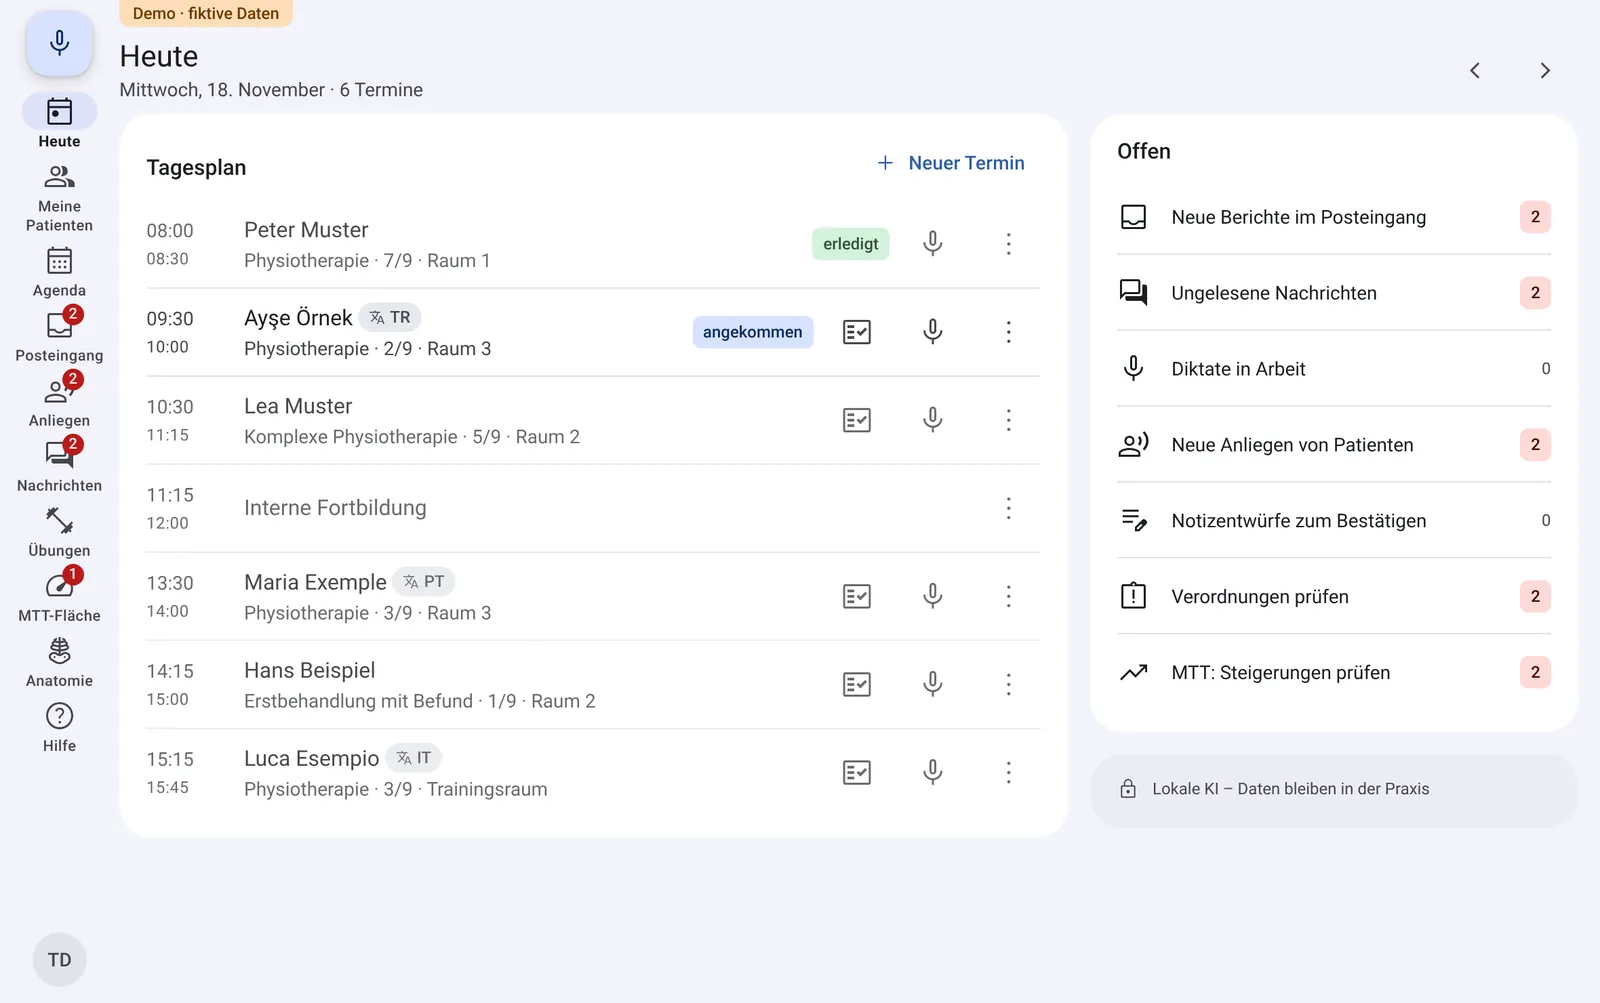 Demo · fiktive Daten
Heute
Mittwoch, 18. November · 6 Termine
Heute
Meine
Patienten
Agenda
2
Posteingang
2
Anliegen
2
Nachrichten
Übungen
1
MTT-Fläche
Anatomie
Hilfe
TD
Tagesplan
+ Neuer Termin
08:00 Peter Muster
08:30 Physiotherapie · 7/9 · Raum 1
erledigt
09:30 Ayşe Örnek TR
10:00 Physiotherapie · 2/9 · Raum 3
angekommen
10:30 Lea Muster
11:15 Komplexe Physiotherapie · 5/9 · Raum 2
11:15 Interne Fortbildung
12:00
13:30 Maria Exemple PT
14:00 Physiotherapie · 3/9 · Raum 3
14:15 Hans Beispiel
15:00 Erstbehandlung mit Befund · 1/9 · Raum 2
15:15 Luca Esempio IT
15:45 Physiotherapie · 3/9 · Trainingsraum
Offen
Neue Berichte im Posteingang 2
Ungelesene Nachrichten 2
Diktate in Arbeit 0
Neue Anliegen von Patienten 2
Notizentwürfe zum Bestätigen 0
Verordnungen prüfen 2
MTT: Steigerungen prüfen 2
Lokale KI – Daten bleiben in der Praxis